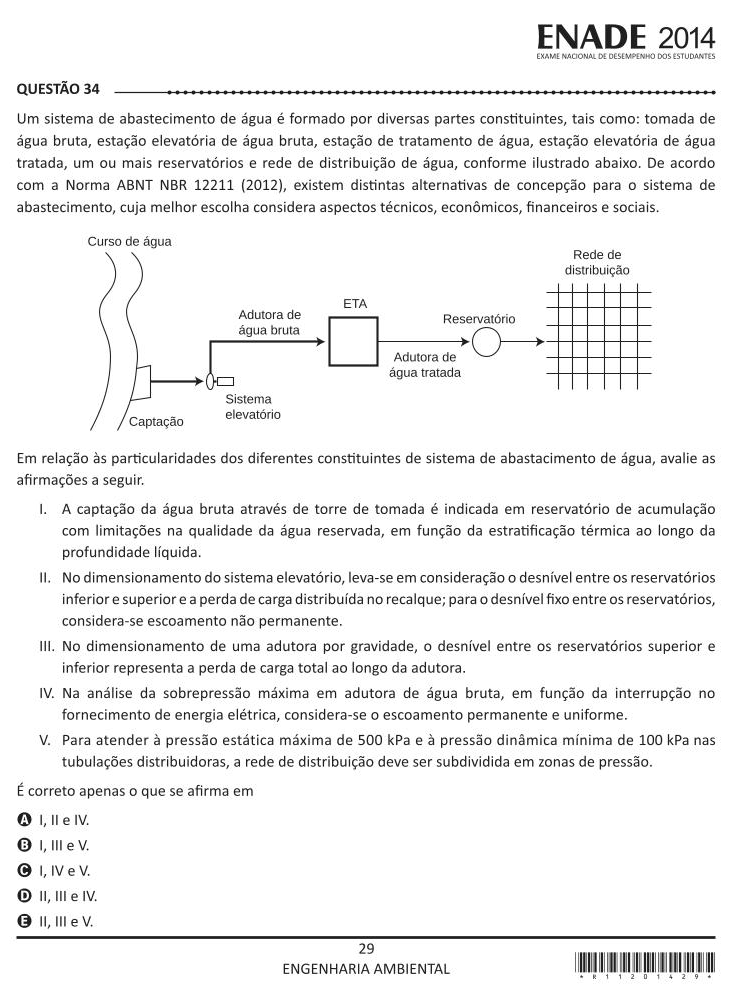 ENADE 2014
EXAME NACIONAL DE DESEMPENHO DOS ESTUDANTES
QUESTÃO 34
Um sistema de abastecimento de água é formado por diversas partes constituintes, tais como: tomada de
água bruta, estação elevatória de água bruta, estação de tratamento de água, estação elevatória de água
tratada, um ou mais reservatórios e rede de distribuição de água, conforme ilustrado abaixo. De acordo
com a Norma ABNT NBR 12211 (2012), existem distintas alternativas de concepção para o sistema de
abastecimento, cuja melhor escolha considera aspectos técnicos, econômicos, financeiros e sociais.
Curso de água
Rede de
distribuição
ETA
Adutora de
água bruta
Reservatório
Adutora de
água tratada
Sistema
elevatório
Captação
Em relação às particularidades dos diferentes constituintes de sistema de abastacimento de água, avalie as
afirmações a seguir.
I. A captação da água bruta através de torre de tomada é indicada em reservatório de acumulação
com limitações na qualidade da água reservada, em função da estratificação térmica ao longo da
profundidade líquida.
II. No dimensionamento do sistema elevatório, leva-se em consideração o desnível entre os reservatórios
inferior e superior e a perda de carga distribuída no recalque; para o desnível fixo entre os reservatórios,
considera-se escoamento não permanente.
III. No dimensionamento de uma adutora por gravidade, o desnível entre os reservatórios superior e
inferior representa a perda de carga total ao longo da adutora.
IV. Na análise da sobrepressão máxima em adutora de água bruta, em função da interrupção no
fornecimento de energia elétrica, considera-se o escoamento permanente e uniforme.
V. Para atender à pressão estática máxima de 500 kPa e à pressão dinâmica mínima de 100 kPa nas
tubulações distribuidoras, a rede de distribuição deve ser subdividida em zonas de pressão.
É correto apenas o que se afirma em
A I, II e IV.
B I, III e V.
C I, IV e V.
D II, III e IV.
E II, III e V.
29
ENGENHARIA AMBIENTAL
* R 1 1 2 0 1 4 2 9 *